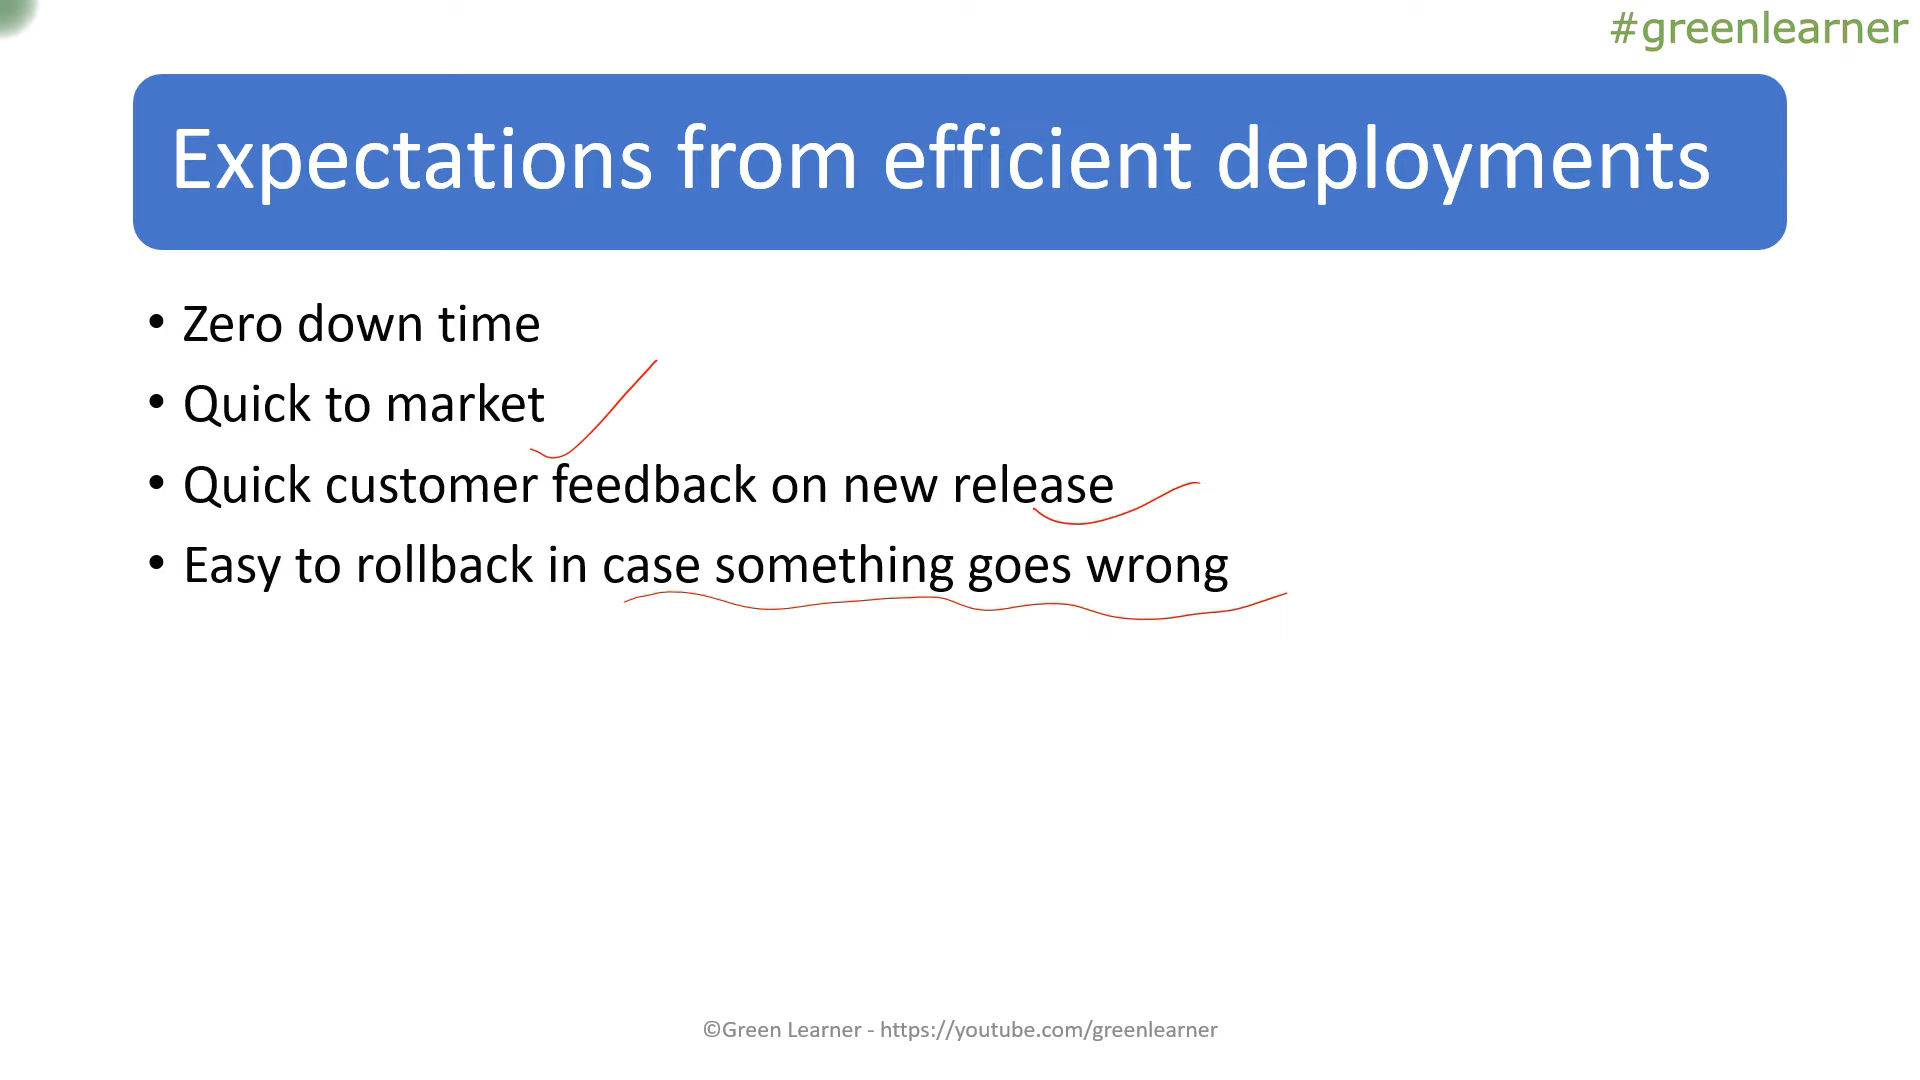 #greenlearner
Expectations from efficient deployments
• Zero down time
• Quick to market
• Quick customer feedback on new release
• Easy to rollback in case something goes wrong
©Green Learner - https://youtube.com/greenlearner